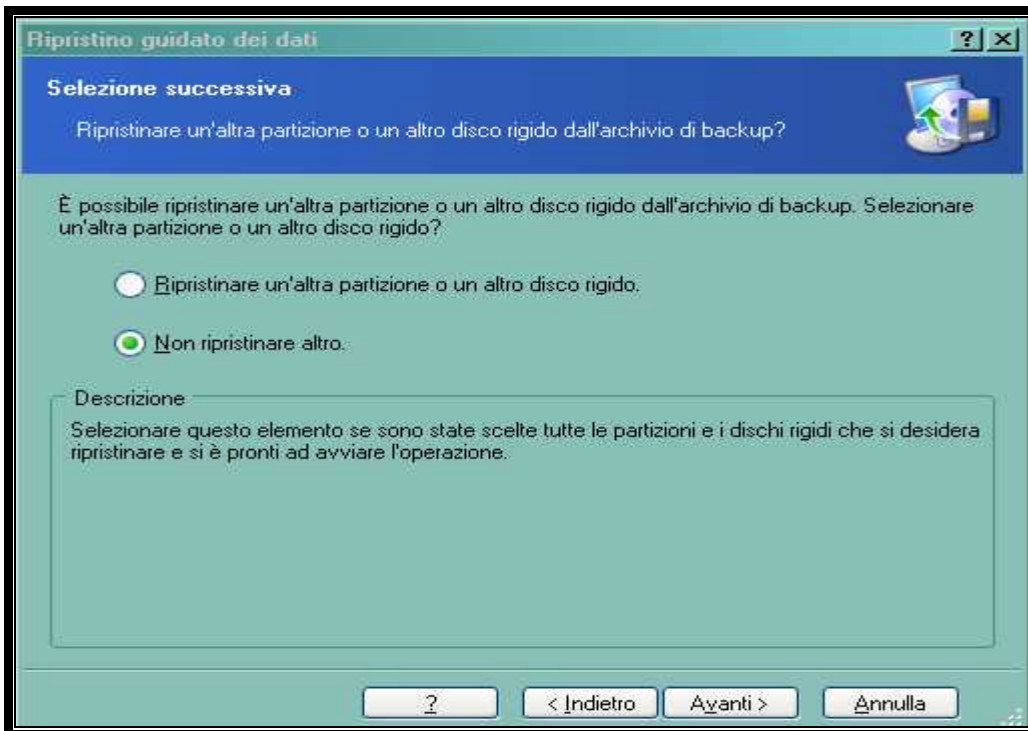 Ripristino guidato dei dati
Selezione successiva
Ripristinare un'altra partizione o un altro disco rigido dall'archivio di backup?
È possibile ripristinare un'altra partizione o un altro disco rigido dall'archivio di backup. Selezionare
un'altra partizione o un altro disco rigido?
Ripristinare un'altra partizione o un altro disco rigido.
Non ripristinare altro.
Descrizione
Selezionare questo elemento se sono state scelte tutte le partizioni e i dischi rigidi che si desidera
ripristinare e si è pronti ad avviare l'operazione.
? < Indietro Avanti > Annulla